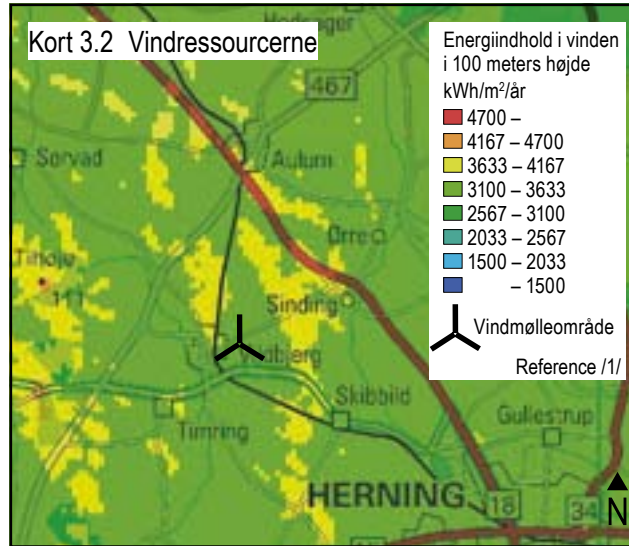 Kort 3.2 Vindressourcerne
Energiindhold i vinden
i 100 meters højde
kWh/m²/år
4700 –
4167 – 4700
3633 – 4167
3100 – 3633
2567 – 3100
2033 – 2567
1500 – 2033
– 1500
Vindmølleområde
Reference /1/
467
Sørvad
Aulum
Ørre
Tihøje
111
Sinding
Skibbild
Gullestrup
Timring
HERNING
18
34
N